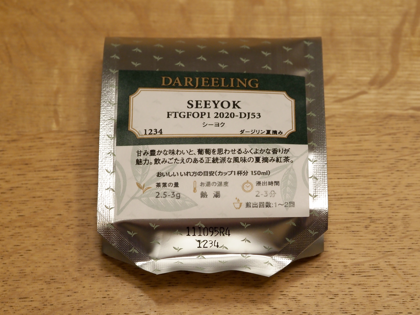 DARJEELING
SEEYOK
FTGFOP1 2020-DJ53
シーヨク
1234 ダージリン夏摘み
甘み豊かな味わいと、葡萄を思わせるふくよかな香りが
魅力。飲みごたえのある正統派な風味の夏摘み紅茶。
おいしいいれ方の目安(カップ1杯分 150ml)
茶葉の量 お湯の温度 浸出時間
2.5-3g 熱湯
抽出回数:1〜2回
1234